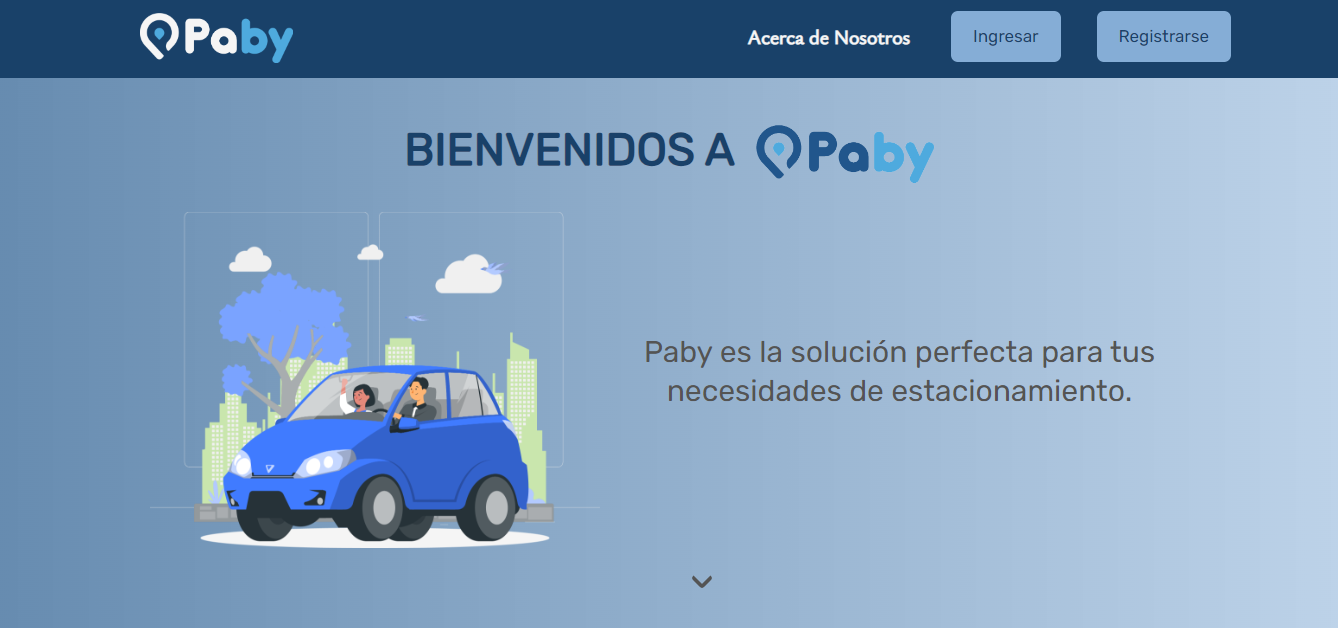 Paby
Acerca de Nosotros
Ingresar
Registrarse
BIENVENIDOS A Paby
Paby es la solución perfecta para tus
necesidades de estacionamiento.